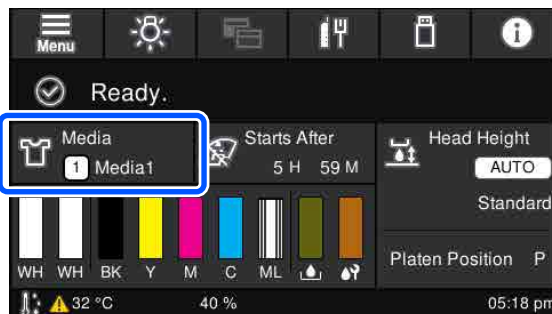 Menu
Ready.
Media
1 Media1
Starts After
5 H 59 M
Head Height
AUTO
Standard
Platen Position P
WH WH BK Y M C ML
32 °C
40 %
05:18 pm